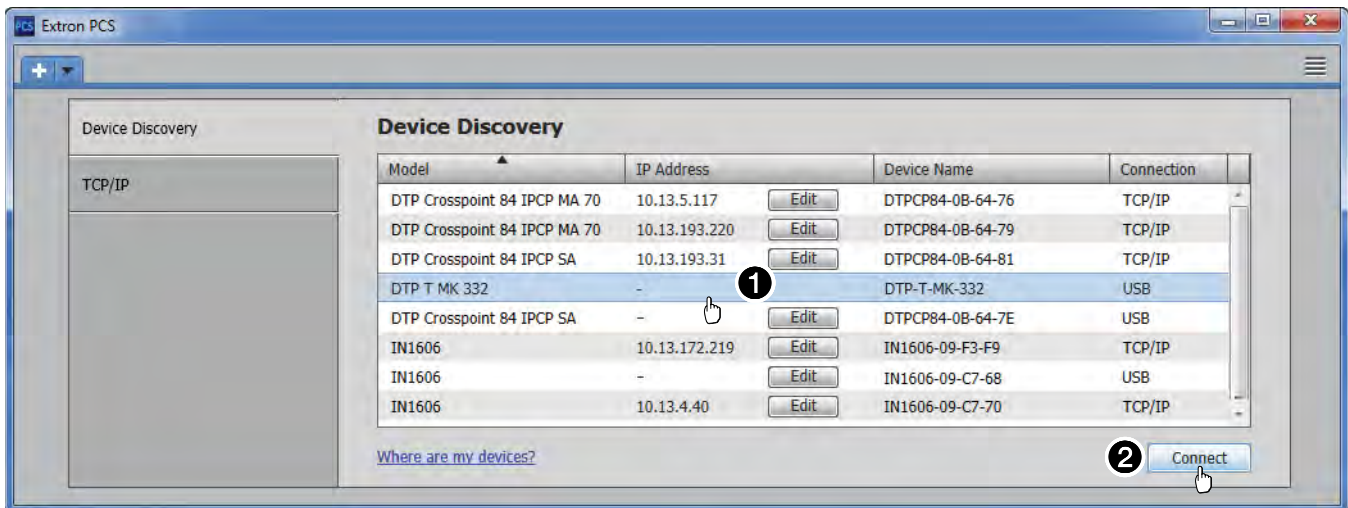 PCS Extron PCS
Device Discovery
TCP/IP
Device Discovery
Model IP Address Device Name Connection
DTP Crosspoint 84 IPCP MA 70 10.13.5.117 Edit DTPCP84-0B-64-76 TCP/IP
DTP Crosspoint 84 IPCP MA 70 10.13.193.220 Edit DTPCP84-0B-64-79 TCP/IP
DTP Crosspoint 84 IPCP SA 10.13.193.31 Edit DTPCP84-0B-64-81 TCP/IP
DTP T MK 332 - 1 DTP-T-MK-332 USB
DTP Crosspoint 84 IPCP SA - Edit DTPCP84-0B-64-7E USB
IN1606 10.13.172.219 Edit IN1606-09-F3-F9 TCP/IP
IN1606 - Edit IN1606-09-C7-68 USB
IN1606 10.13.4.40 Edit IN1606-09-C7-70 TCP/IP
Where are my devices? 2 Connect